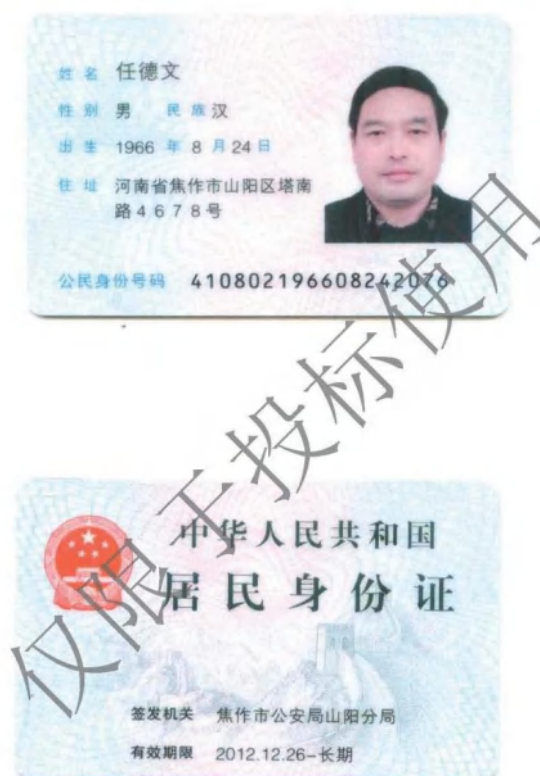 姓名 任德文
性别 男 民族 汉
出生 1966 年 8 月 24 日
住址 河南省焦作市山阳区塔南
路4678号
公民身份号码 410802196608242076
仅限于投标使用
中华人民共和国
居民身份证
签发机关 焦作市公安局山阳分局
有效期限 2012.12.26-长期